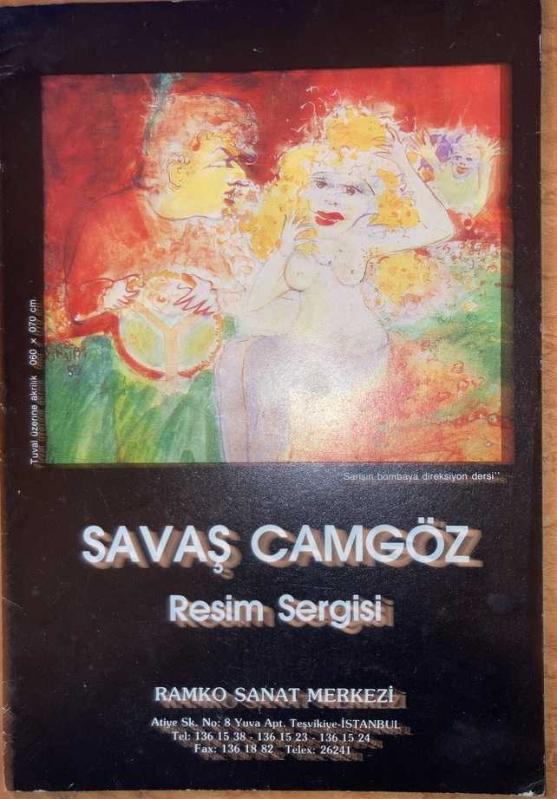 Tuval üzerine akrilik 060 x 070 cm
"Sarışın bombaya direksiyon dersi"
SAVAŞ CAMGÖZ
Resim Sergisi
RAMKO SANAT MERKEZİ
Atiye Sk. No: 8 Yuva Apt. Teşvikiye-İSTANBUL
Tel: 136 15 38 - 136 15 23 - 136 15 24
Fax: 136 18 82 Telex: 26241